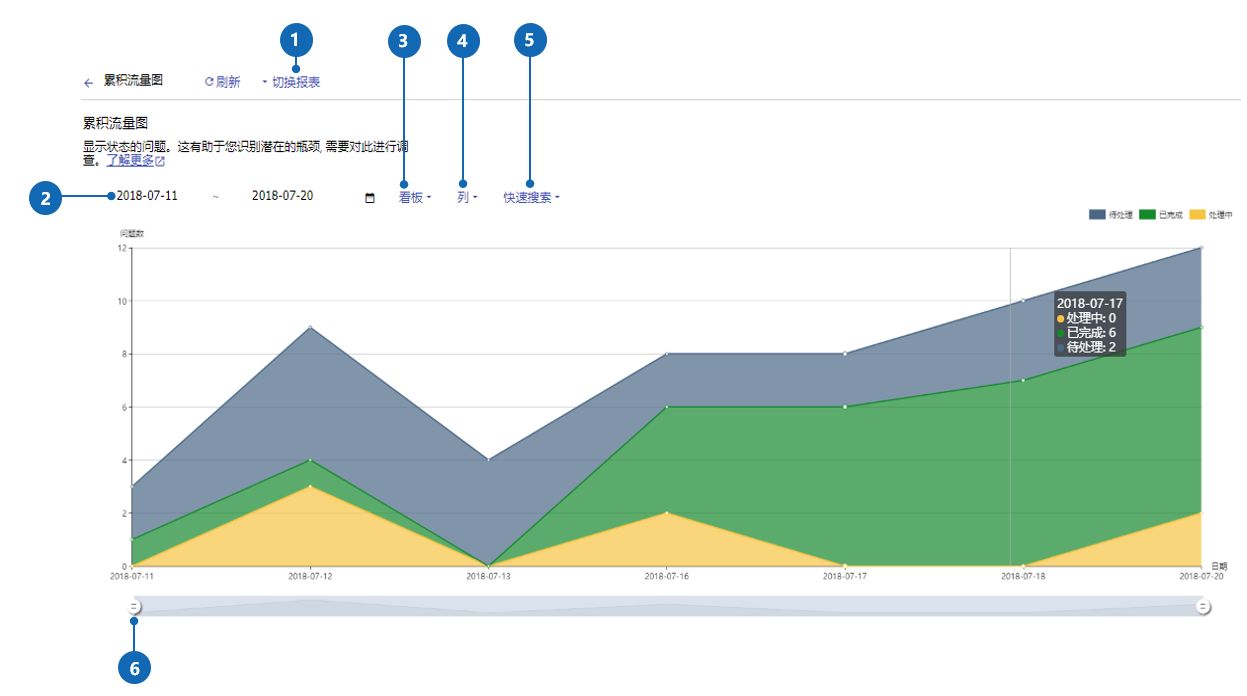 1
3
4
5
累积流量图
刷新
切换报表
累积流量图
显示状态的问题。这有助于您识别潜在的瓶颈, 需要对此进行调
查。了解更多
2
2018-07-11 ~ 2018-07-20
看板
列
快速搜索
待处理
已完成
处理中
问题数
12
10
8
6
4
2
0
2018-07-17
处理中: 0
已完成: 6
待处理: 2
日期
2018-07-11
2018-07-12
2018-07-13
2018-07-16
2018-07-17
2018-07-18
2018-07-20
6